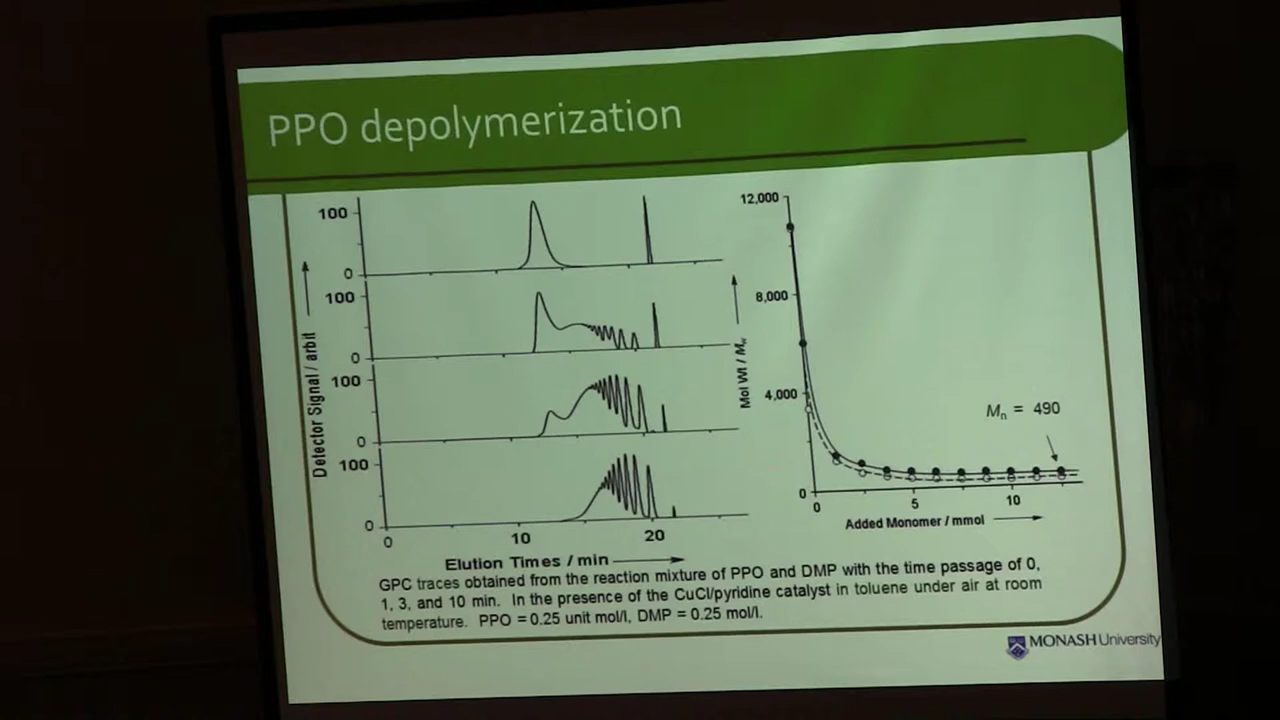 PPO depolymerization
100
0
100
0
100
0
100
0
0
10
20
Detector Signal / arbit
Elution Times / min
12,000
8,000
4,000
0
0
5
10
Mol Wt / Mn
Mn = 490
Added Monomer / mmol
GPC traces obtained from the reaction mixture of PPO and DMP with the time passage of 0,
1, 3, and 10 min. In the presence of the CuCl/pyridine catalyst in toluene under air at room
temperature. PPO = 0.25 unit mol/l, DMP = 0.25 mol/l.
MONASH University